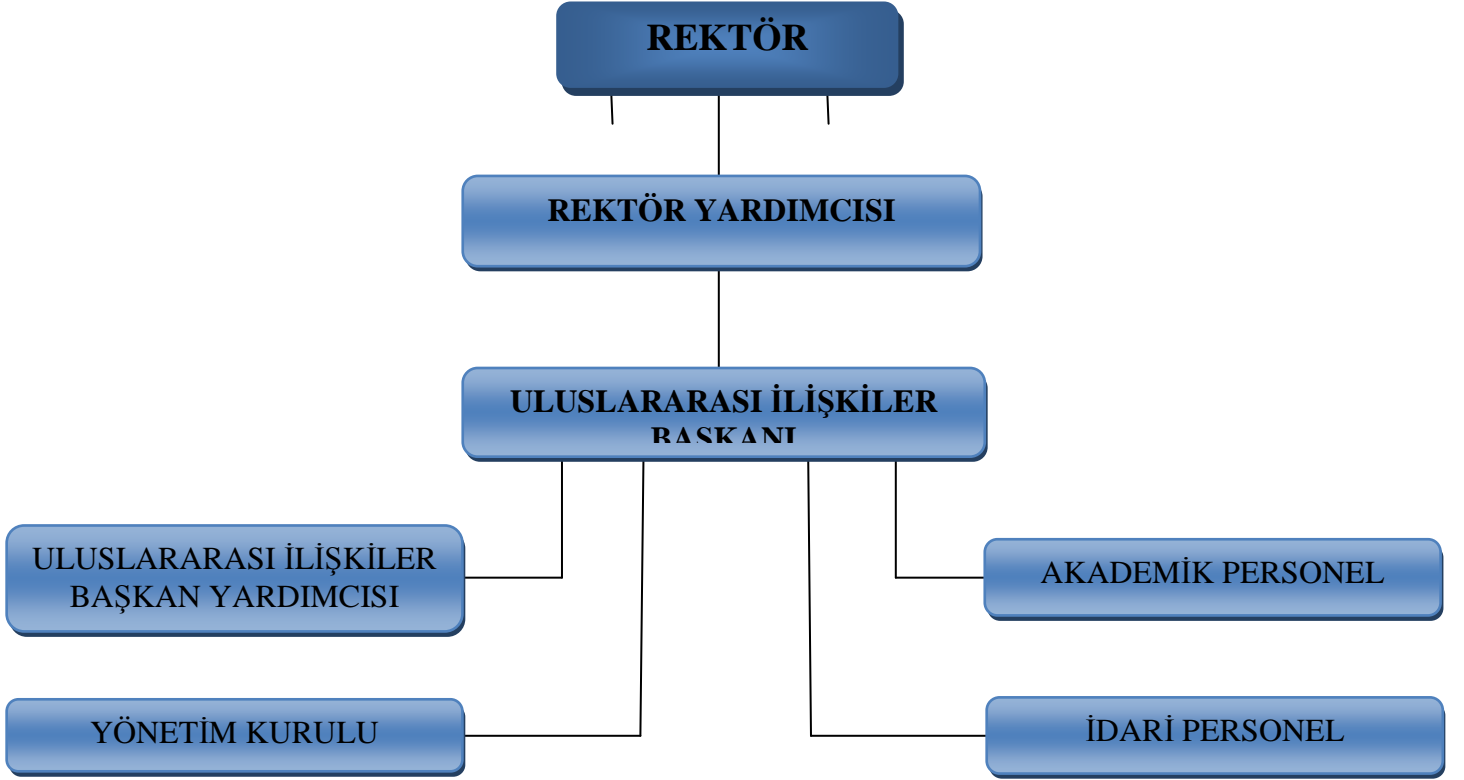 REKTÖR
REKTÖR YARDIMCISI
ULUSLARARASI İLİŞKİLER
BAŞKANI
ULUSLARARASI İLİŞKİLER
BAŞKAN YARDIMCISI
AKADEMİK PERSONEL
YÖNETİM KURULU
İDARİ PERSONEL